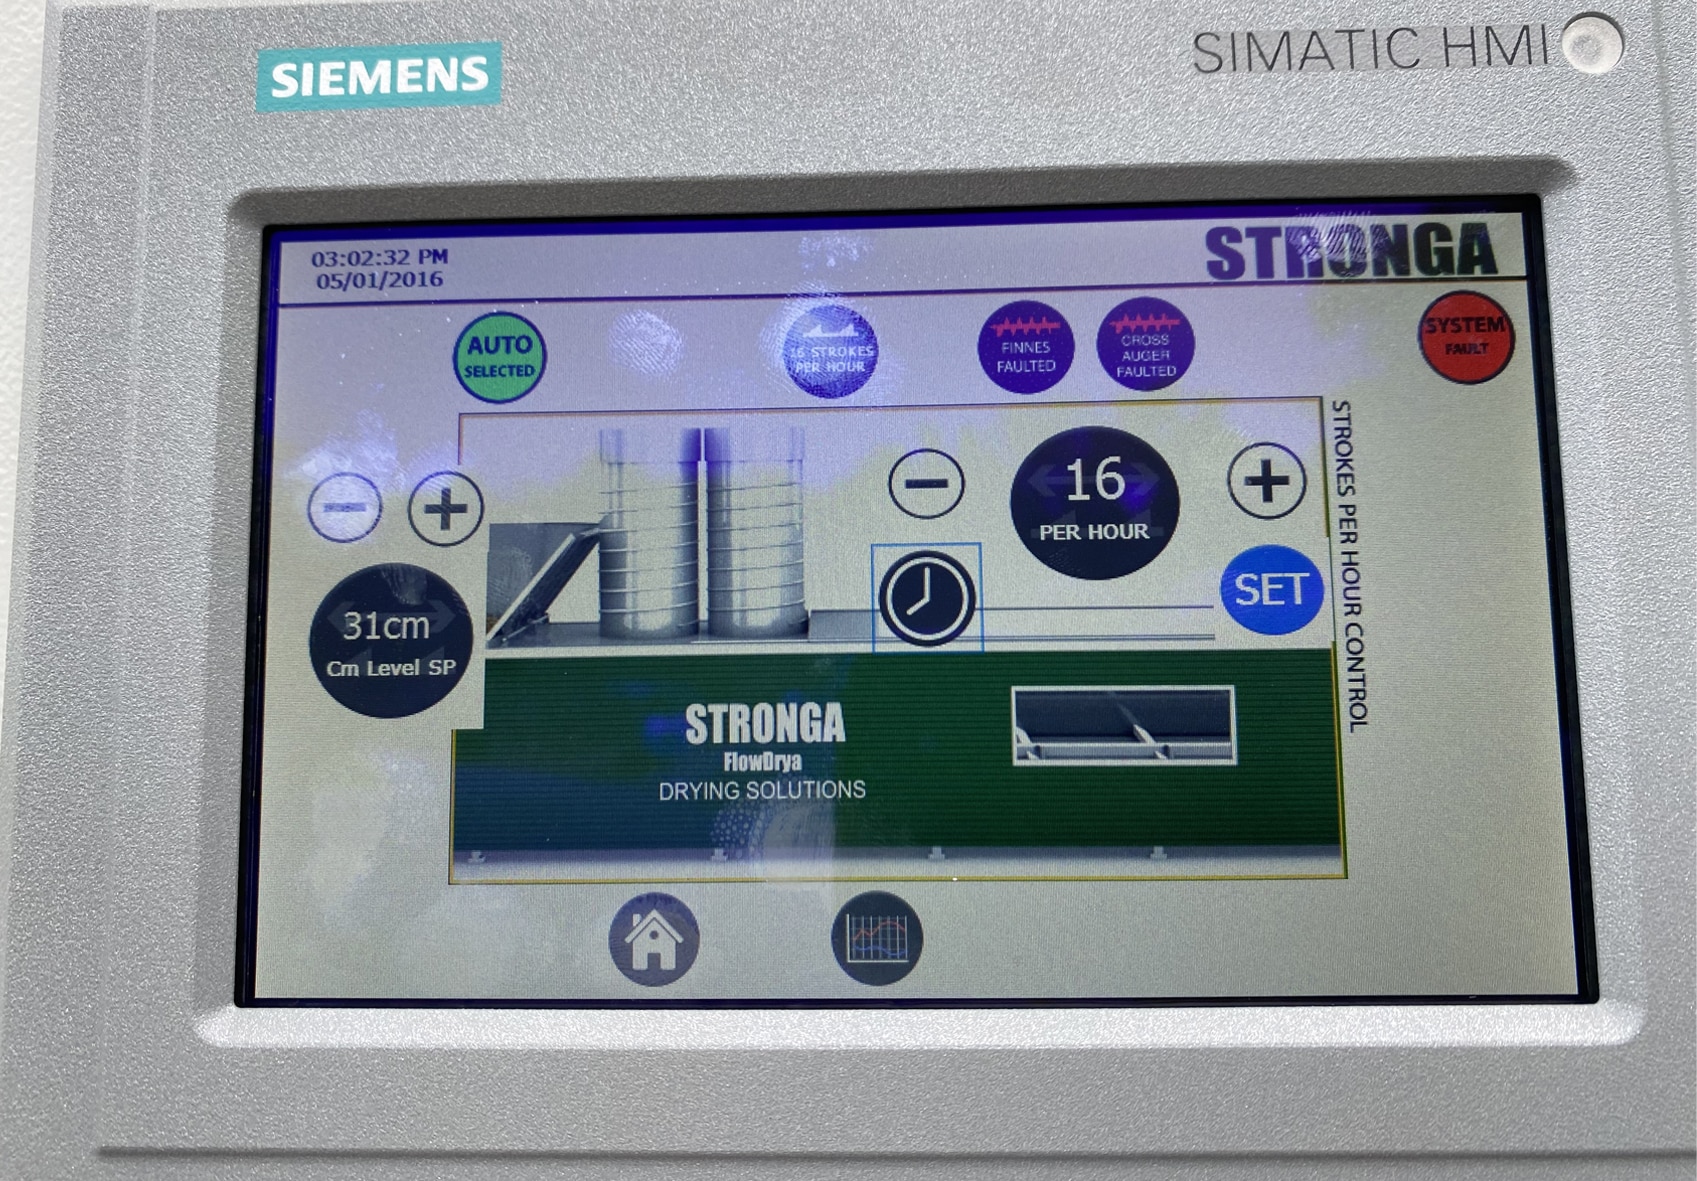 SIEMENS
SIMATIC HMI
03:02:32 PM
05/01/2016
STRONGA
AUTO
SELECTED
16 STROKES
PER HOUR
FINNES
FAULTED
CROSS
AUGER
FAULTED
SYSTEM
FAULT
16
PER HOUR
SET
STROKES PER HOUR CONTROL
31cm
Cm Level SP
STRONGA
FlowDrya
DRYING SOLUTIONS